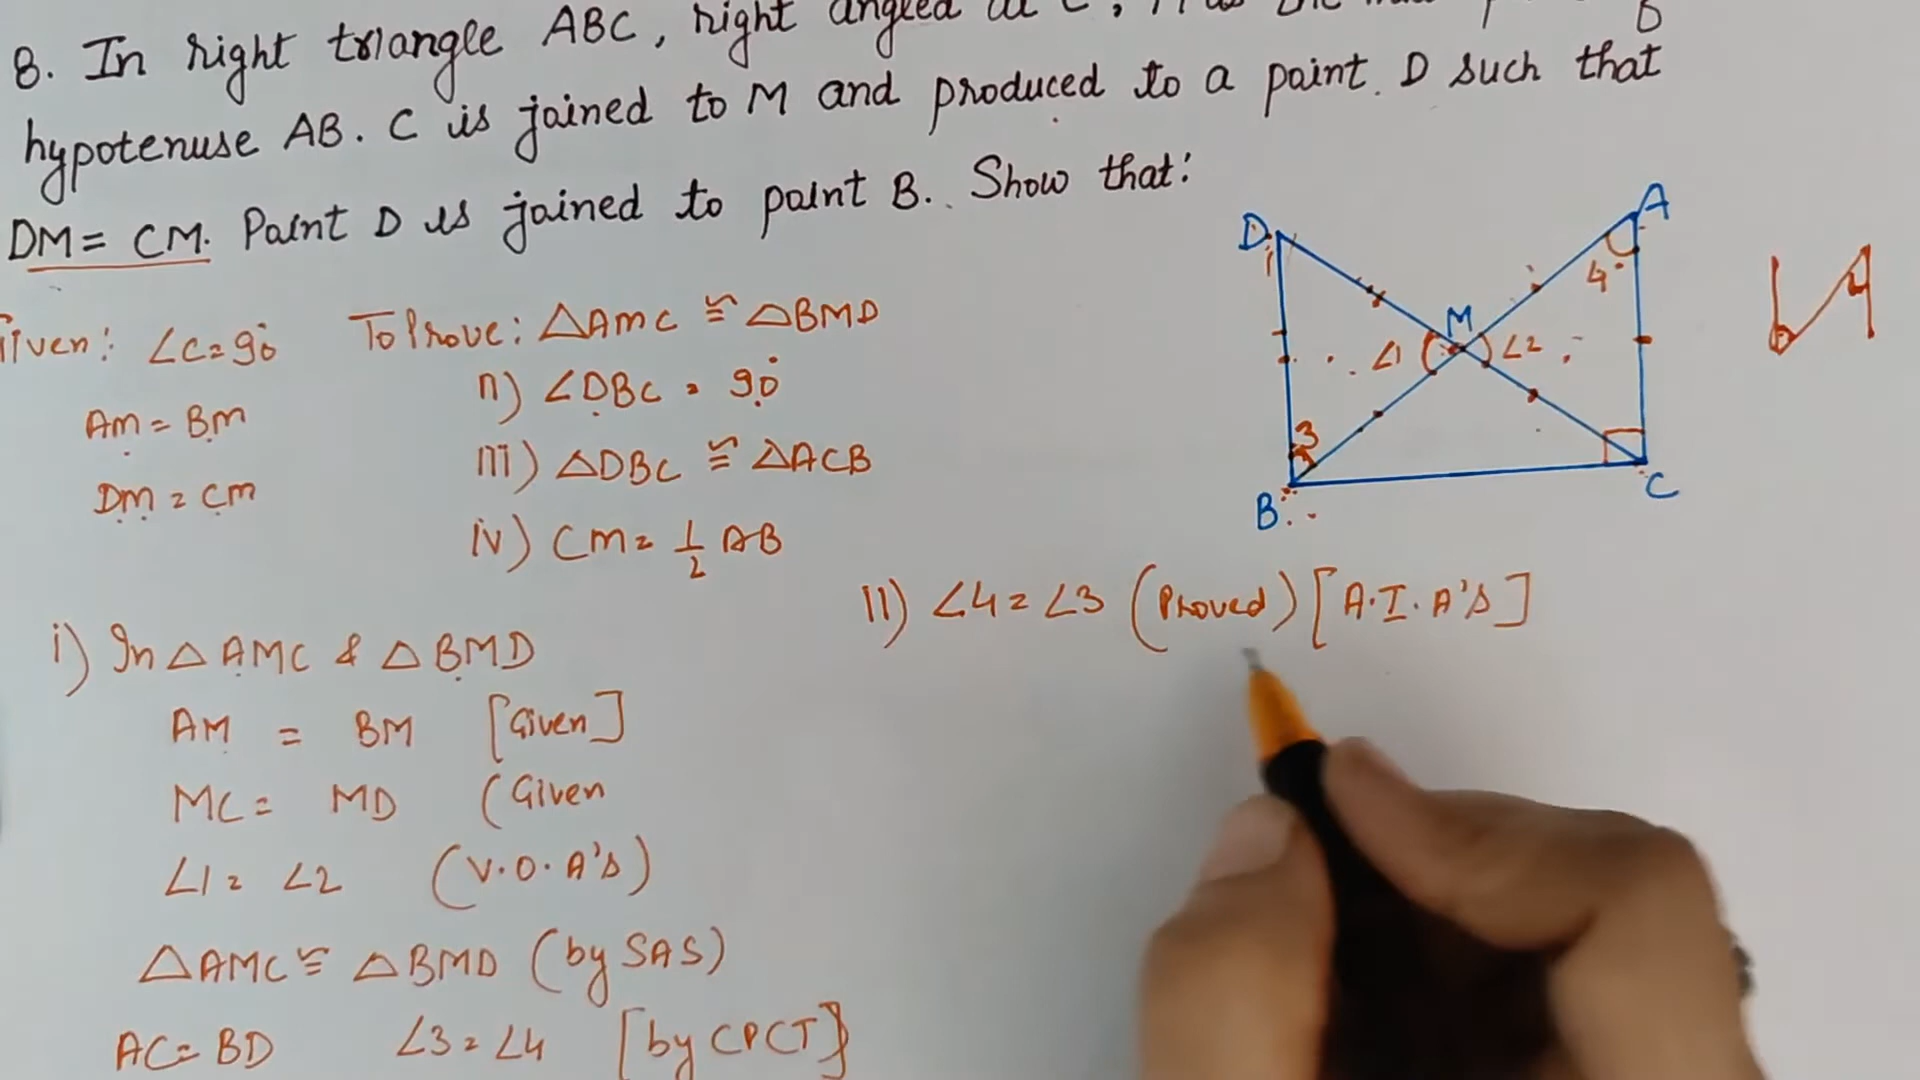 8. In right triangle ABC, right angled at C,
hypotenuse AB. C is joined to M and produced to a point D such that
DM = CM. Point D is joined to point B. Show that:
Given: ∠C=90° To Prove: △AMC ≅ △BMD
AM = BM
DM = CM
II) ∠DBC = 90°
III) △DBC ≅ △ACB
IV) CM = 1/2 AB
D
A
M
∠1
∠2
4
3
B
C
i) In △AMC & △BMD
AM = BM [Given]
MC = MD (Given
∠1 = ∠2 (V.O.A's)
△AMC ≅ △BMD (by SAS)
AC = BD ∠3 = ∠4 [by CPCT]
II) ∠4 = ∠3 (Proved) [A.I.A's]